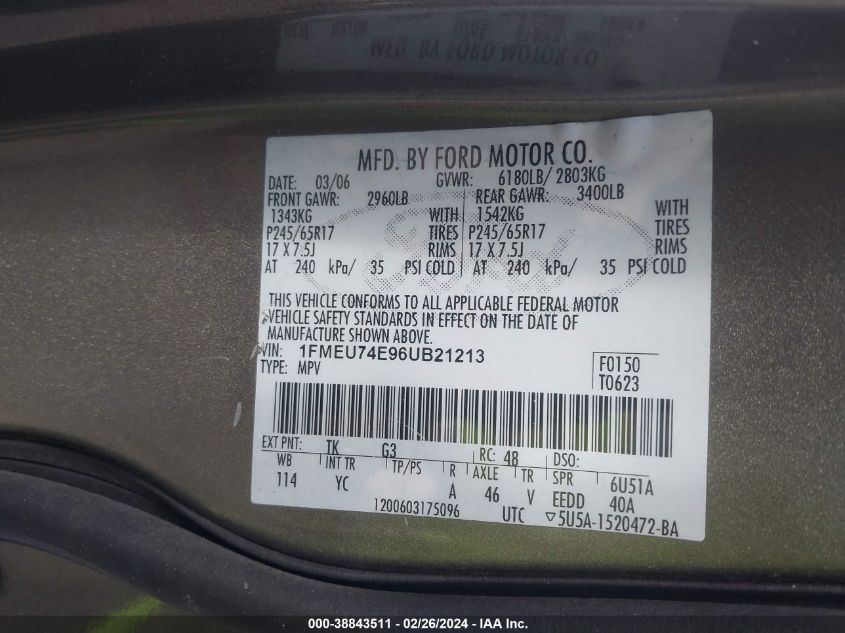 MFD. BY FORD MOTOR CO.
MFD. BY FORD MOTOR CO.
DATE: 03/06 GVWR: 6180LB/ 2803KG
FRONT GAWR: 2960LB REAR GAWR: 3400LB
1343KG WITH 1542KG WITH
P245/65R17 TIRES P245/65R17 TIRES
17 X 7.5J RIMS 17 X 7.5J RIMS
AT 240 kPa/ 35 PSI COLD AT 240 kPa/ 35 PSI COLD
THIS VEHICLE CONFORMS TO ALL APPLICABLE FEDERAL MOTOR
VEHICLE SAFETY STANDARDS IN EFFECT ON THE DATE OF
MANUFACTURE SHOWN ABOVE.
VIN: 1FMEU74E96UB21213
TYPE: MPV
F0150
T0623
EXT PNT: TK G3 RC: 48 DSO:
WB INT TR TP/PS R AXLE TR SPR 6U51A
114 YC A 46 V EEDD 40A
1200603175096 UTC ▽5U5A-1520472-BA
000-38843511 - 02/26/2024 - IAA Inc.